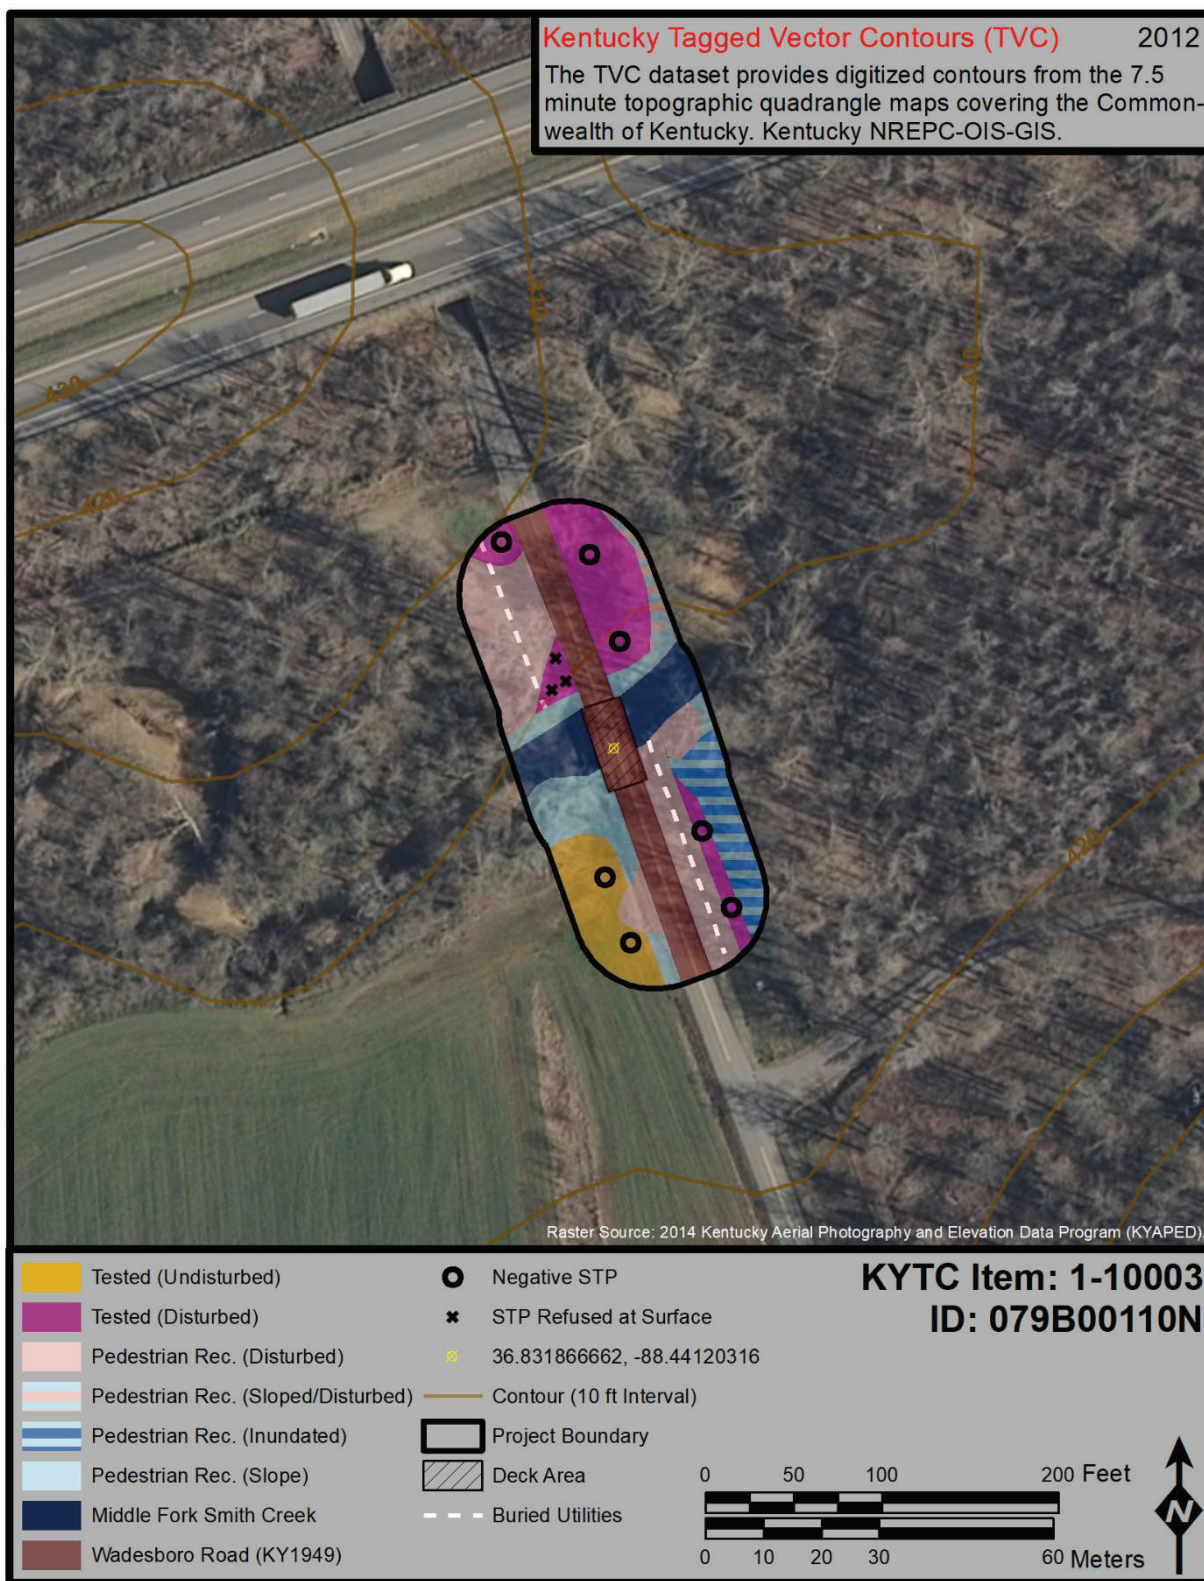 Kentucky Tagged Vector Contours (TVC) 2012
The TVC dataset provides digitized contours from the 7.5
minute topographic quadrangle maps covering the Common-
wealth of Kentucky. Kentucky NREPC-OIS-GIS.
410
410
430
420
420
Raster Source: 2014 Kentucky Aerial Photography and Elevation Data Program (KYAPED).
Tested (Undisturbed)
Tested (Disturbed)
Pedestrian Rec. (Disturbed)
Pedestrian Rec. (Sloped/Disturbed)
Pedestrian Rec. (Inundated)
Pedestrian Rec. (Slope)
Middle Fork Smith Creek
Wadesboro Road (KY1949)
Negative STP
STP Refused at Surface
36.831866662, -88.44120316
Contour (10 ft Interval)
Project Boundary
Deck Area
Buried Utilities
KYTC Item: 1-10003
ID: 079B00110N
0 50 100 200 Feet
0 10 20 30 60 Meters
N